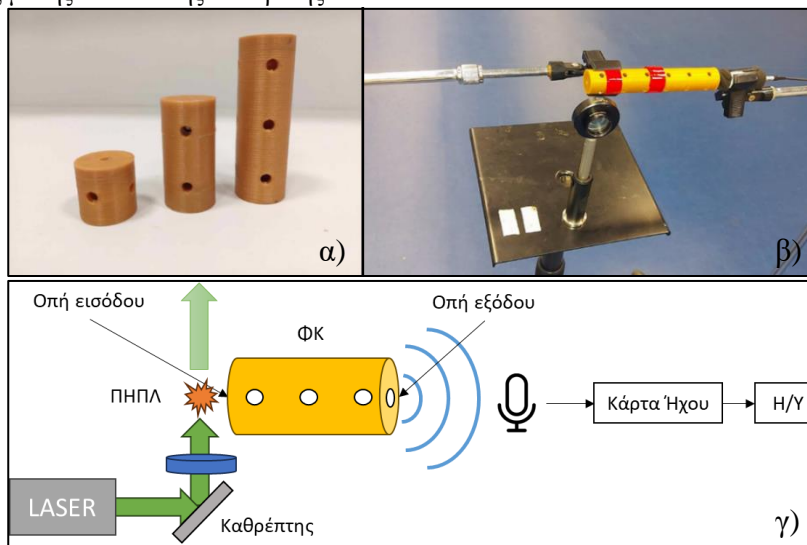 α)
β)
Οπή εισόδου
ΦΚ
Οπή εξόδου
ΠΗΠΛ
Κάρτα Ήχου
Η/Υ
LASER
Καθρέπτης
γ)